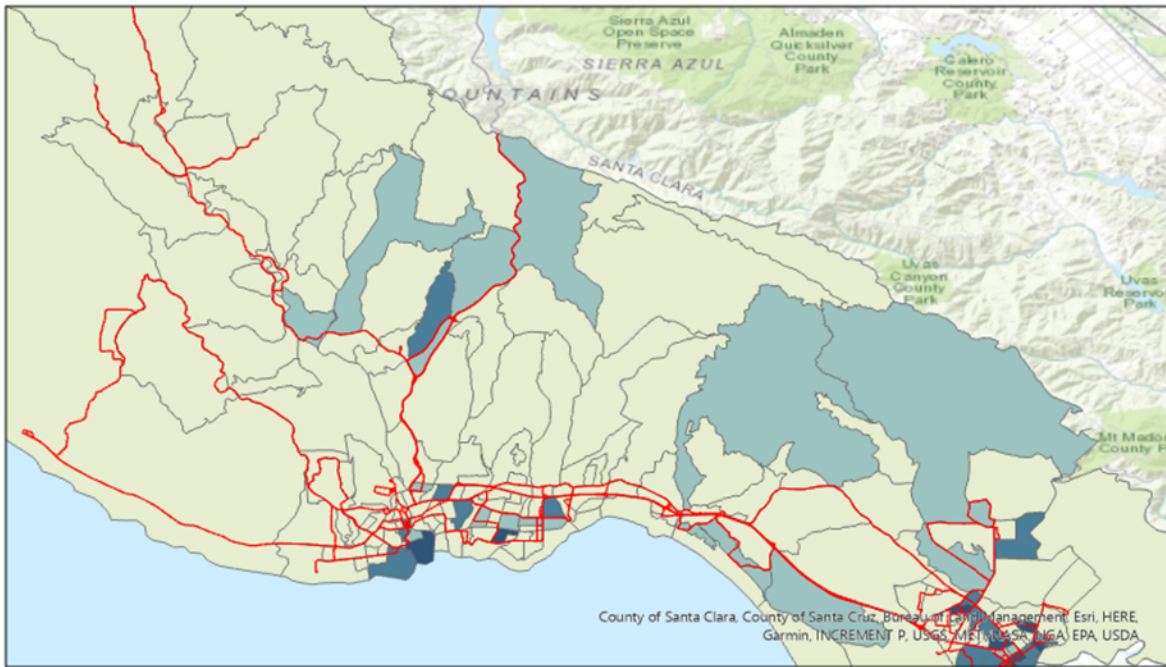 Sierra Azul
Open Space
Preserve
Almaden
Quicksilver
County
Park
Calero
Reservoir
County
Park
SIERRA AZUL
OUNTAINS
SANTA CLARA
Uvas
Canyon
County
Park
Uvas
Reservoir
Park
Mt Madon
County P
County of Santa Clara, County of Santa Cruz, Bureau of Land Management, Esri, HERE,
Garmin, INCREMENT P, USGS, METI/NASA, NGA, EPA, USDA